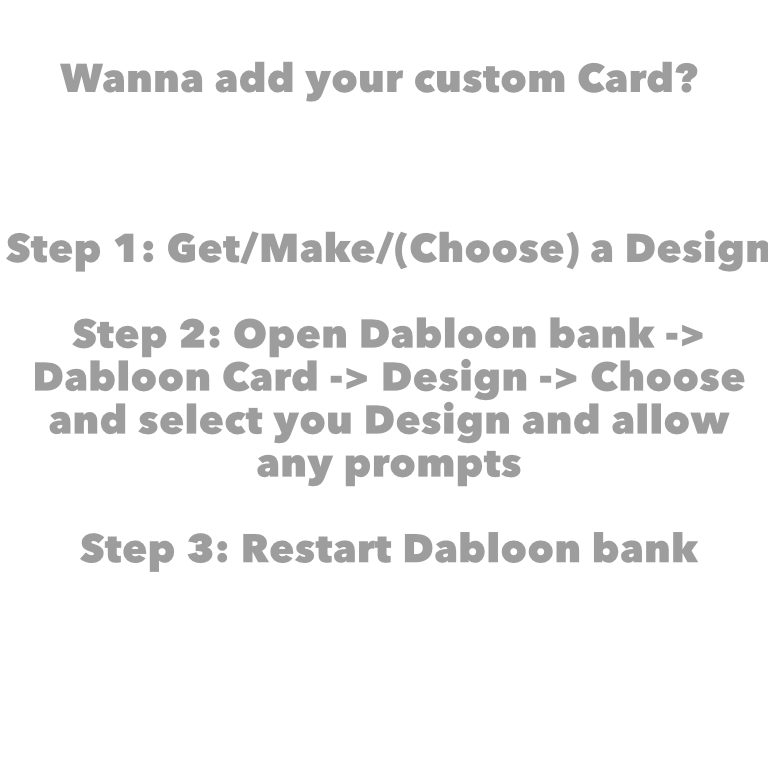 Wanna add your custom Card?
Step 1: Get/Make/(Choose) a Design
Step 2: Open Dabloon bank ->
Dabloon Card -> Design -> Choose
and select you Design and allow
any prompts
Step 3: Restart Dabloon bank